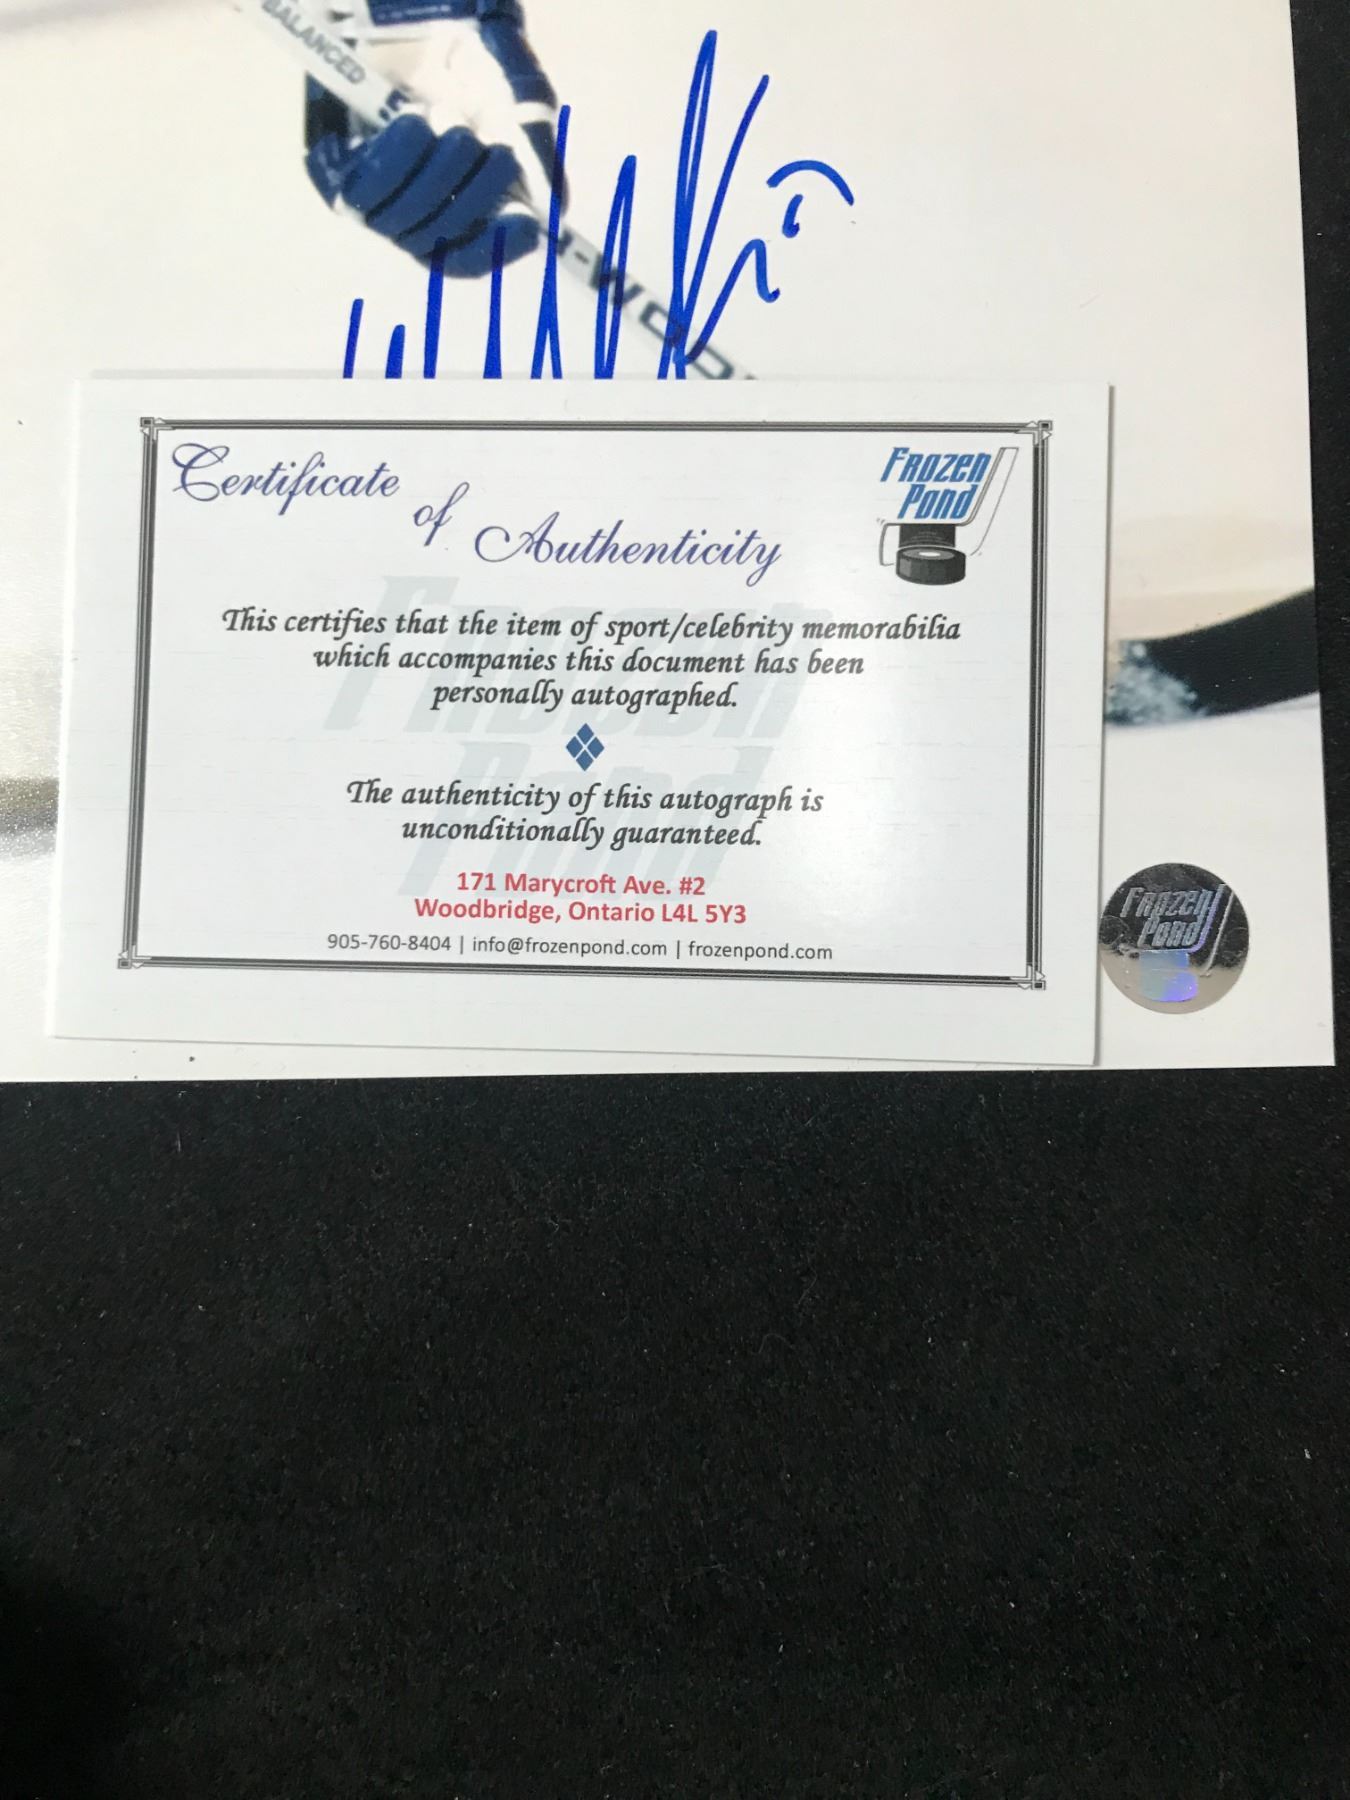 BALANCED
Certificate
of
Authenticity
Frozen
Pond
This certifies that the item of sport/celebrity memorabilia
which accompanies this document has been
personally autographed.
The authenticity of this autograph is
unconditionally guaranteed.
171 Marycroft Ave. #2
Woodbridge, Ontario L4L 5Y3
905-760-8404 | info@frozenpond.com | frozenpond.com
Frozen
Pond